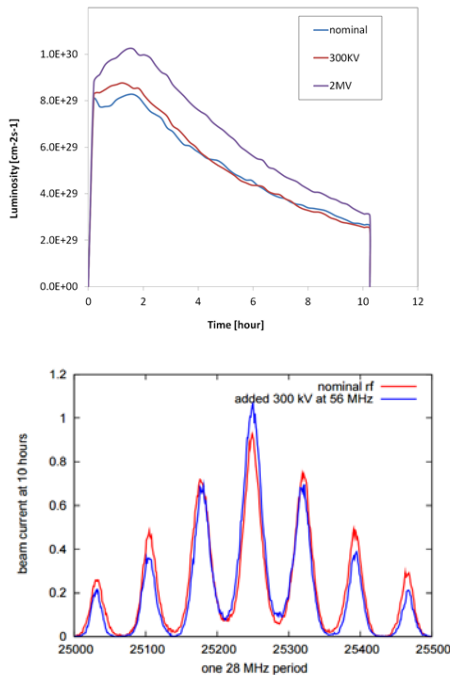 nominal
300KV
2MV
1.0E+30
8.0E+29
6.0E+29
4.0E+29
2.0E+29
0.0E+00
Luminosity [cm-2s-1]
0 2 4 6 8 10 12
Time [hour]
nominal rf
added 300 kV at 56 MHz
1.2
1
0.8
0.6
0.4
0.2
0
beam current at 10 hours
25000 25100 25200 25300 25400 25500
one 28 MHz period